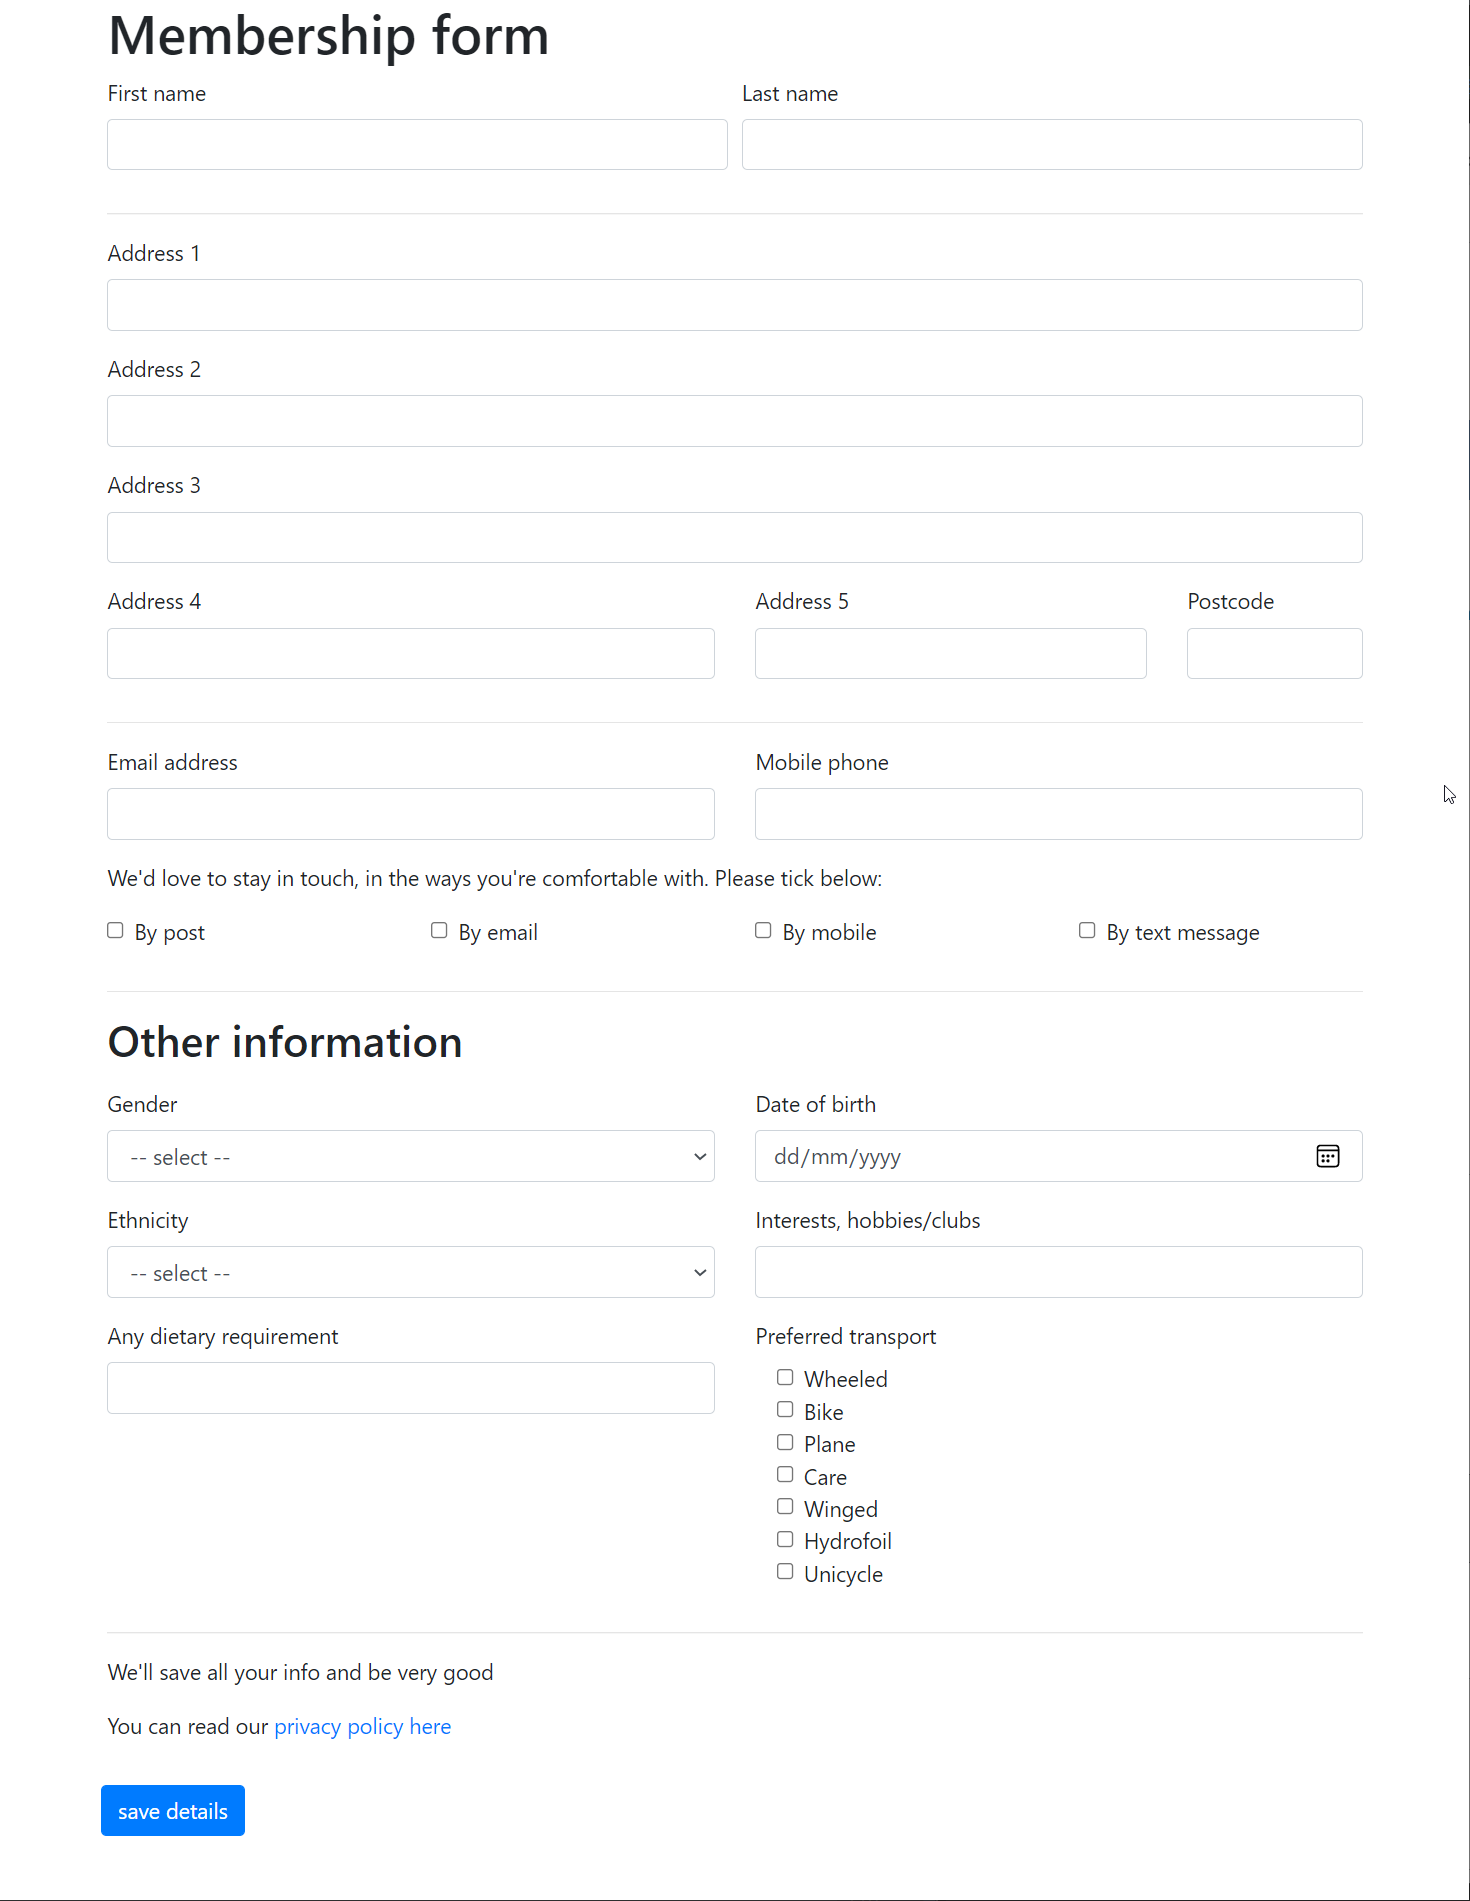 Membership form
First name Last name
Address 1
Address 2
Address 3
Address 4 Address 5 Postcode
Email address Mobile phone
We'd love to stay in touch, in the ways you're comfortable with. Please tick below:
By post By email By mobile By text message
Other information
Gender Date of birth
-- select -- dd/mm/yyyy
Ethnicity Interests, hobbies/clubs
-- select --
Any dietary requirement Preferred transport
Wheeled
Bike
Plane
Care
Winged
Hydrofoil
Unicycle
We'll save all your info and be very good
You can read our privacy policy here
save details